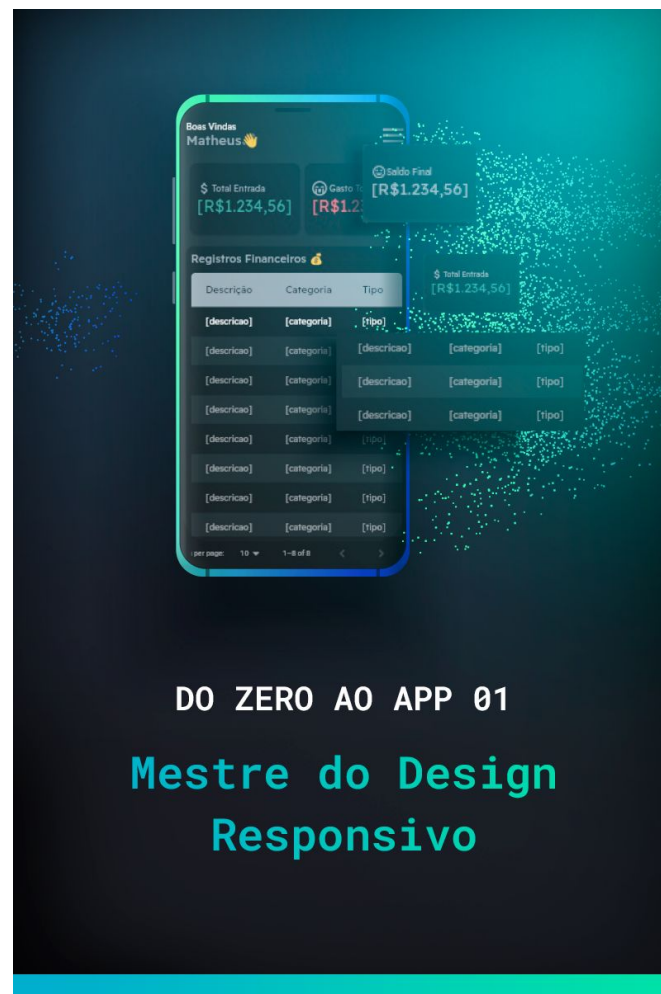 Boas Vindas
Matheus👋
$ Total Entrada
[R$1.234,56]
Gasto
[R$1.2
Saldo Final
[R$1.234,56]
Registros Financeiros 💰
$ Total Entrada
[R$1.234,56]
Descrição Categoria Tipo
[descricao] [categoria] [tipo]
[descricao] [categoria]
[descricao] [categoria]
[descricao] [categoria]
[descricao] [categoria] [tipo]
[descricao] [categoria] [tipo]
[descricao] [categoria] [tipo]
[descricao] [categoria] [tipo]
[descricao] [categoria] [tipo]
[descricao] [categoria] [tipo]
[descricao] [categoria] [tipo]
per page: 10 1–8 of 8
DO ZERO AO APP 01
Mestre do Design
Responsivo